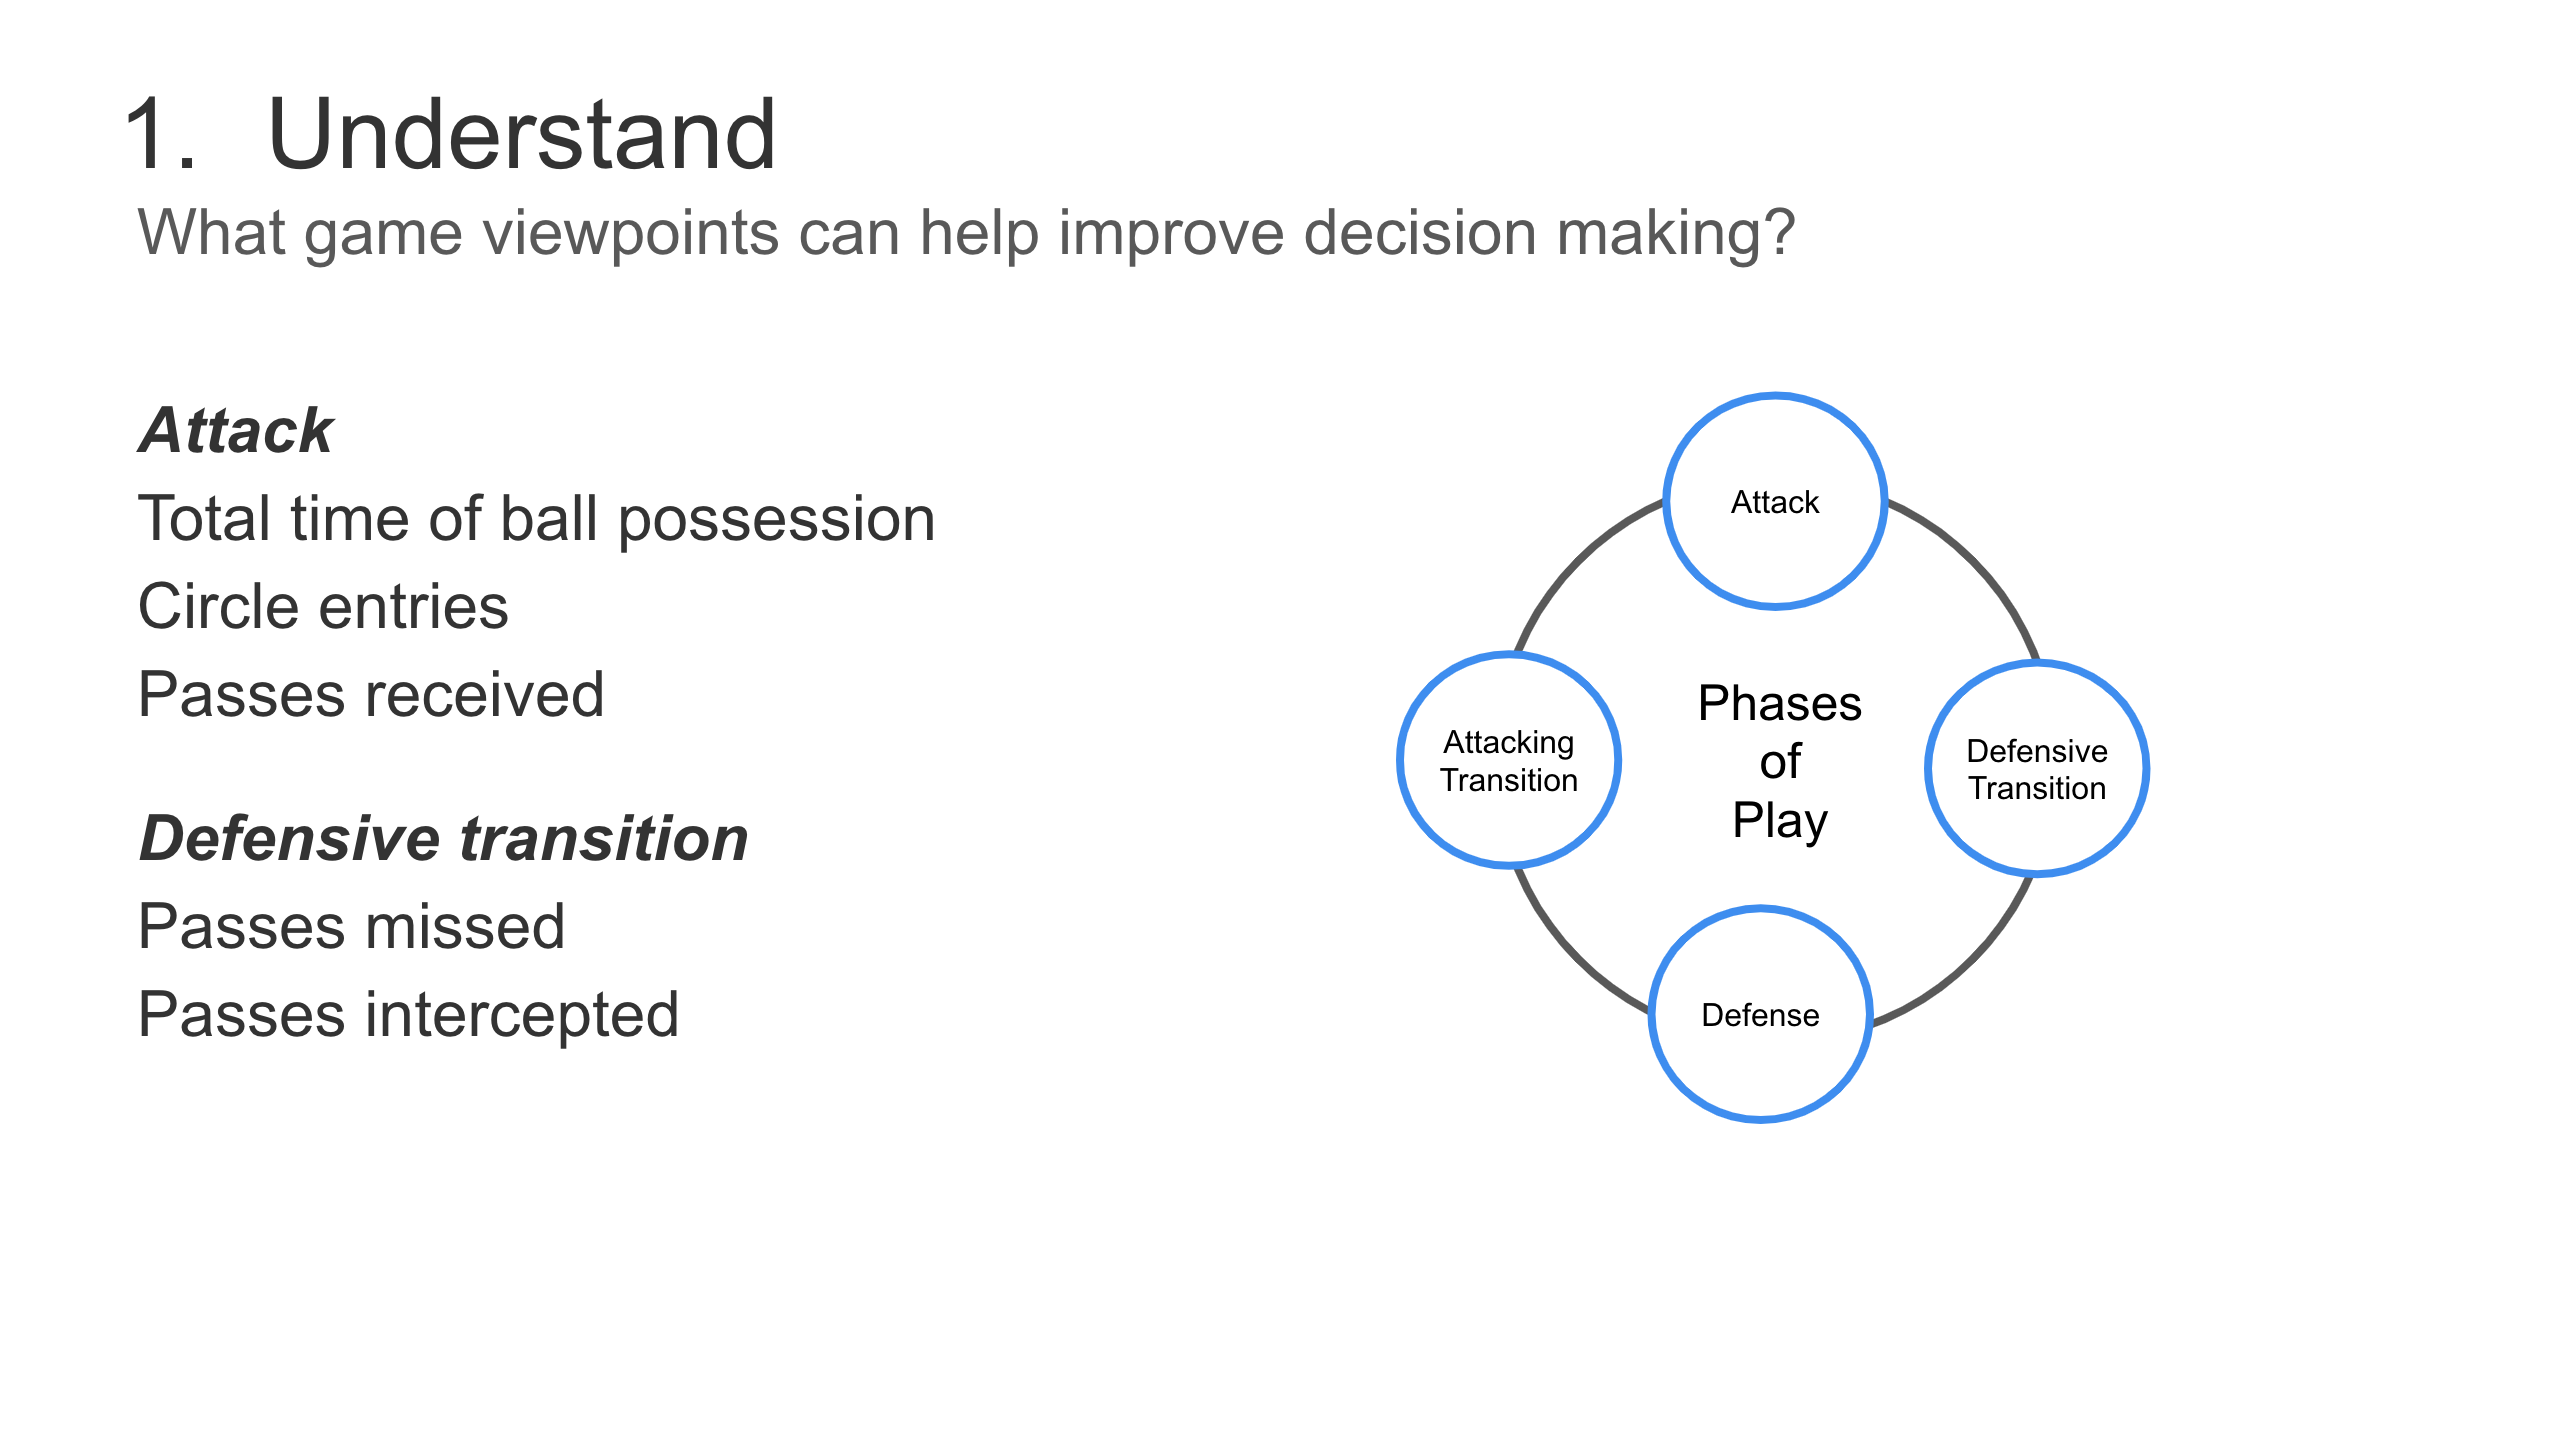 1. Understand
What game viewpoints can help improve decision making?
Attack
Total time of ball possession
Circle entries
Passes received
Defensive transition
Passes missed
Passes intercepted
Attack
Attacking
Transition
Phases
of
Play
Defensive
Transition
Defense